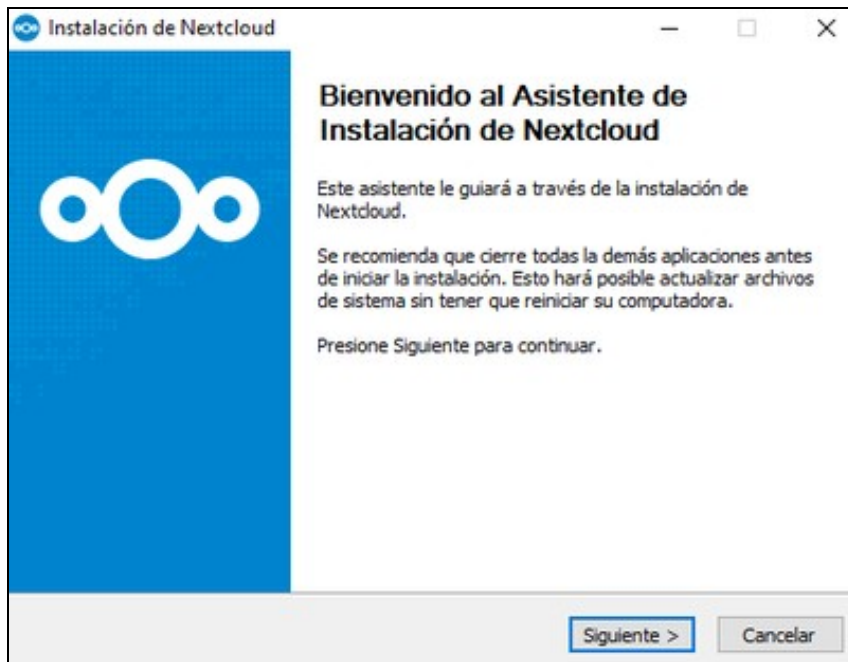 Instalación de Nextcloud
Bienvenido al Asistente de
Instalación de Nextcloud
Este asistente le guiará a través de la instalación de
Nextcloud.
Se recomienda que cierre todas la demás aplicaciones antes
de iniciar la instalación. Esto hará posible actualizar archivos
de sistema sin tener que reiniciar su computadora.
Presione Siguiente para continuar.
Siguiente >
Cancelar